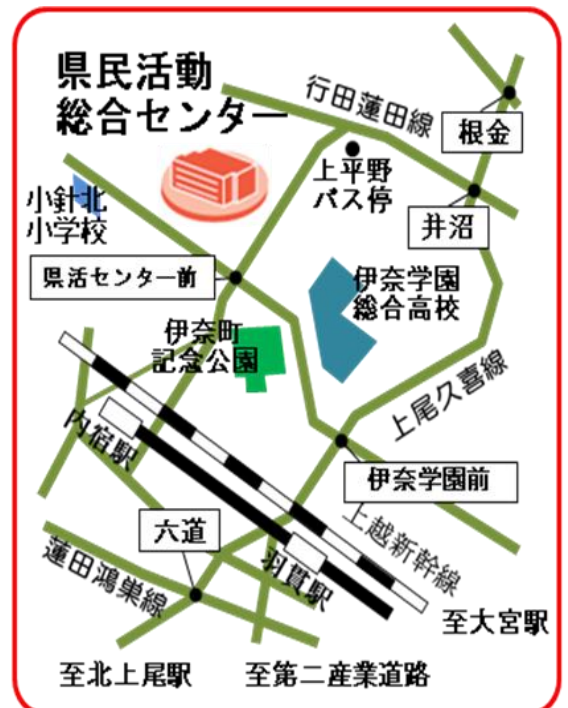 県民活動
総合センター
行田蓮田線
根金
上平野
バス停
小針北
小学校
井沼
県活センター前
伊奈学園
総合高校
伊奈町
記念公園
上尾久喜線
内宿駅
伊奈学園前
六道
上越新幹線
蓮田鴻巣線
羽貫駅
至大宮駅
至北上尾駅
至第二産業道路